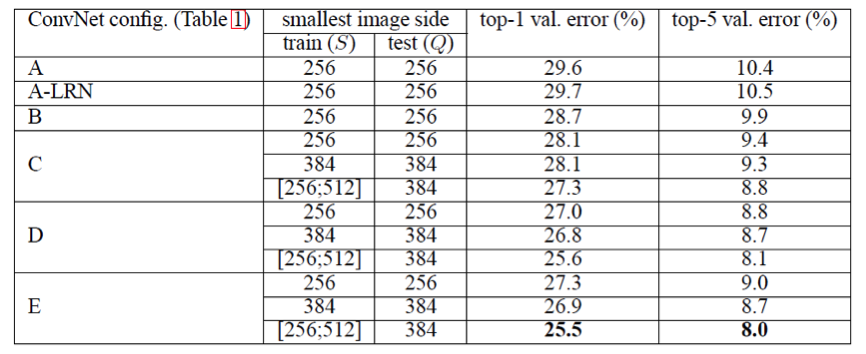 ConvNet config. (Table 1) smallest image side top-1 val. error (%) top-5 val. error (%)
train (S) test (Q)
A 256 256 29.6 10.4
A-LRN 256 256 29.7 10.5
B 256 256 28.7 9.9
256 256 28.1 9.4
C 384 384 28.1 9.3
[256;512] 384 27.3 8.8
256 256 27.0 8.8
D 384 384 26.8 8.7
[256;512] 384 25.6 8.1
256 256 27.3 9.0
E 384 384 26.9 8.7
[256;512] 384 25.5 8.0